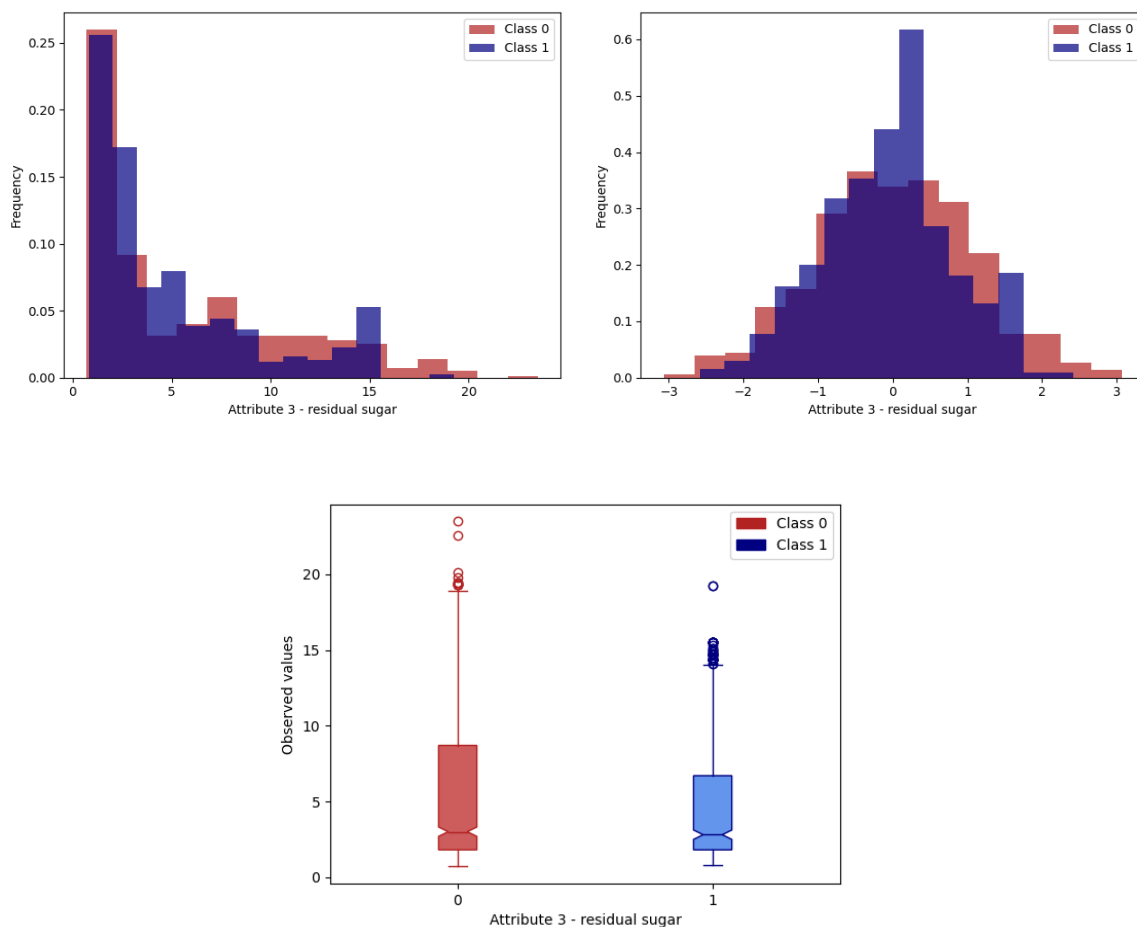 Class 0
Class 1
0.25
0.20
0.15
0.10
0.05
0.00
Frequency
0 5 10 15 20
Attribute 3 - residual sugar
Class 0
Class 1
0.6
0.5
0.4
0.3
0.2
0.1
0.0
Frequency
−3 −2 −1 0 1 2 3
Attribute 3 - residual sugar
Class 0
Class 1
20
15
10
5
0
Observed values
0 1
Attribute 3 - residual sugar